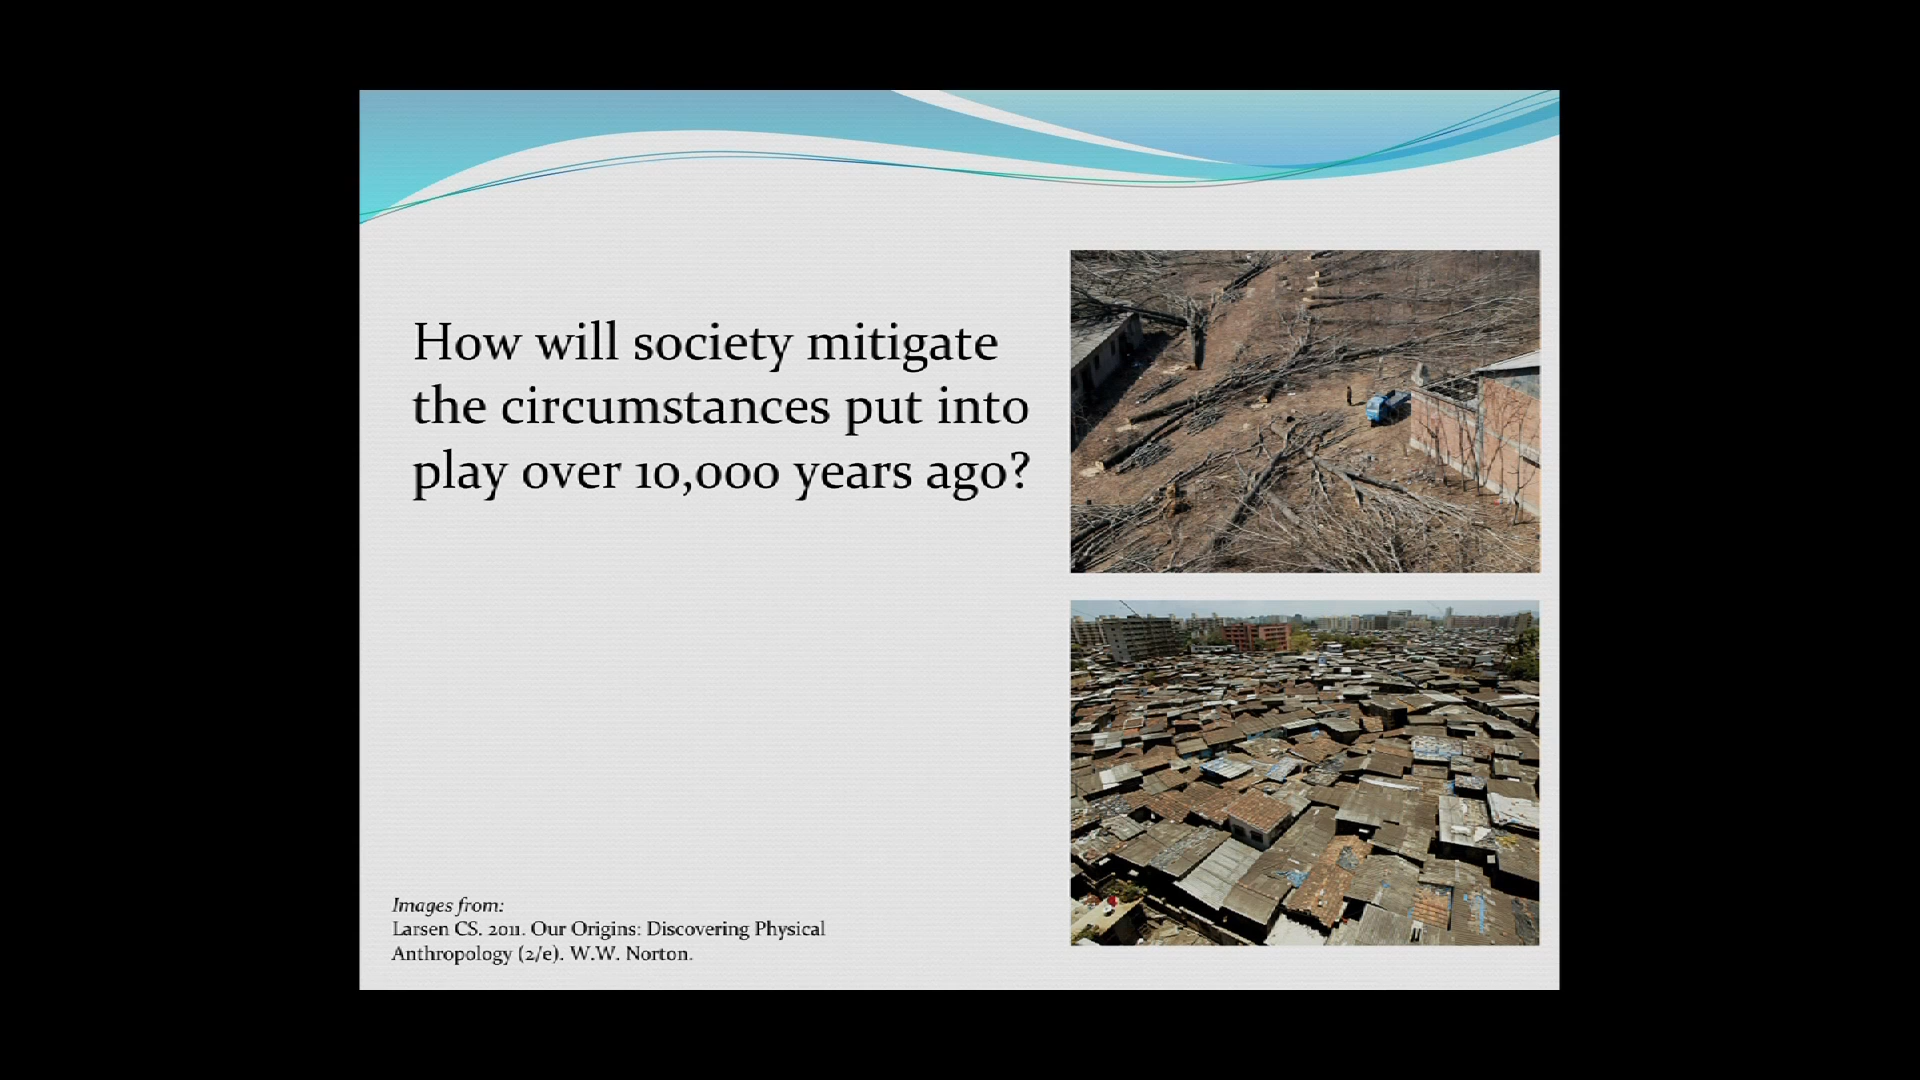 How will society mitigate
the circumstances put into
play over 10,000 years ago?
Images from:
Larsen CS. 2011. Our Origins: Discovering Physical
Anthropology (2/e). W.W. Norton.